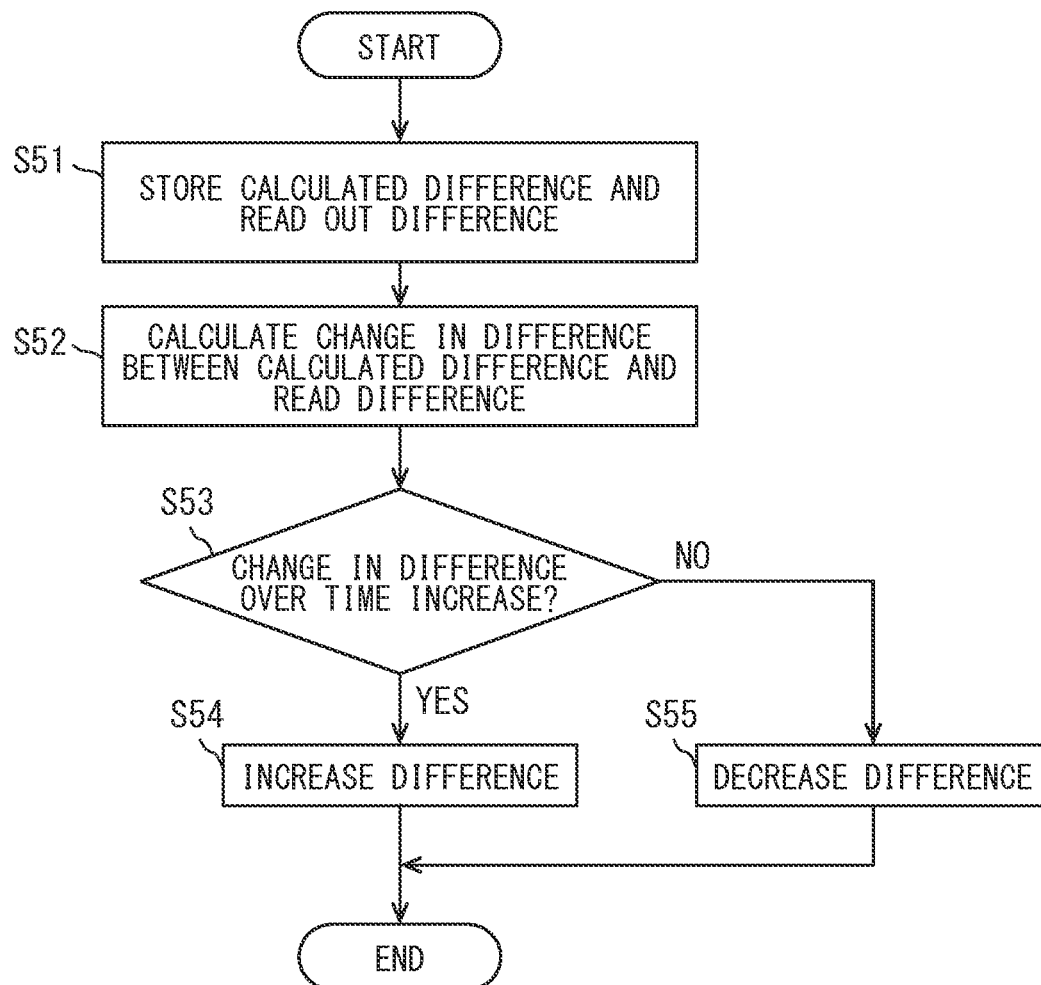 START
S51
STORE CALCULATED DIFFERENCE AND
READ OUT DIFFERENCE
S52
CALCULATE CHANGE IN DIFFERENCE
BETWEEN CALCULATED DIFFERENCE AND
READ DIFFERENCE
S53
CHANGE IN DIFFERENCE
OVER TIME INCREASE?
NO
YES
S54
INCREASE DIFFERENCE
S55
DECREASE DIFFERENCE
END